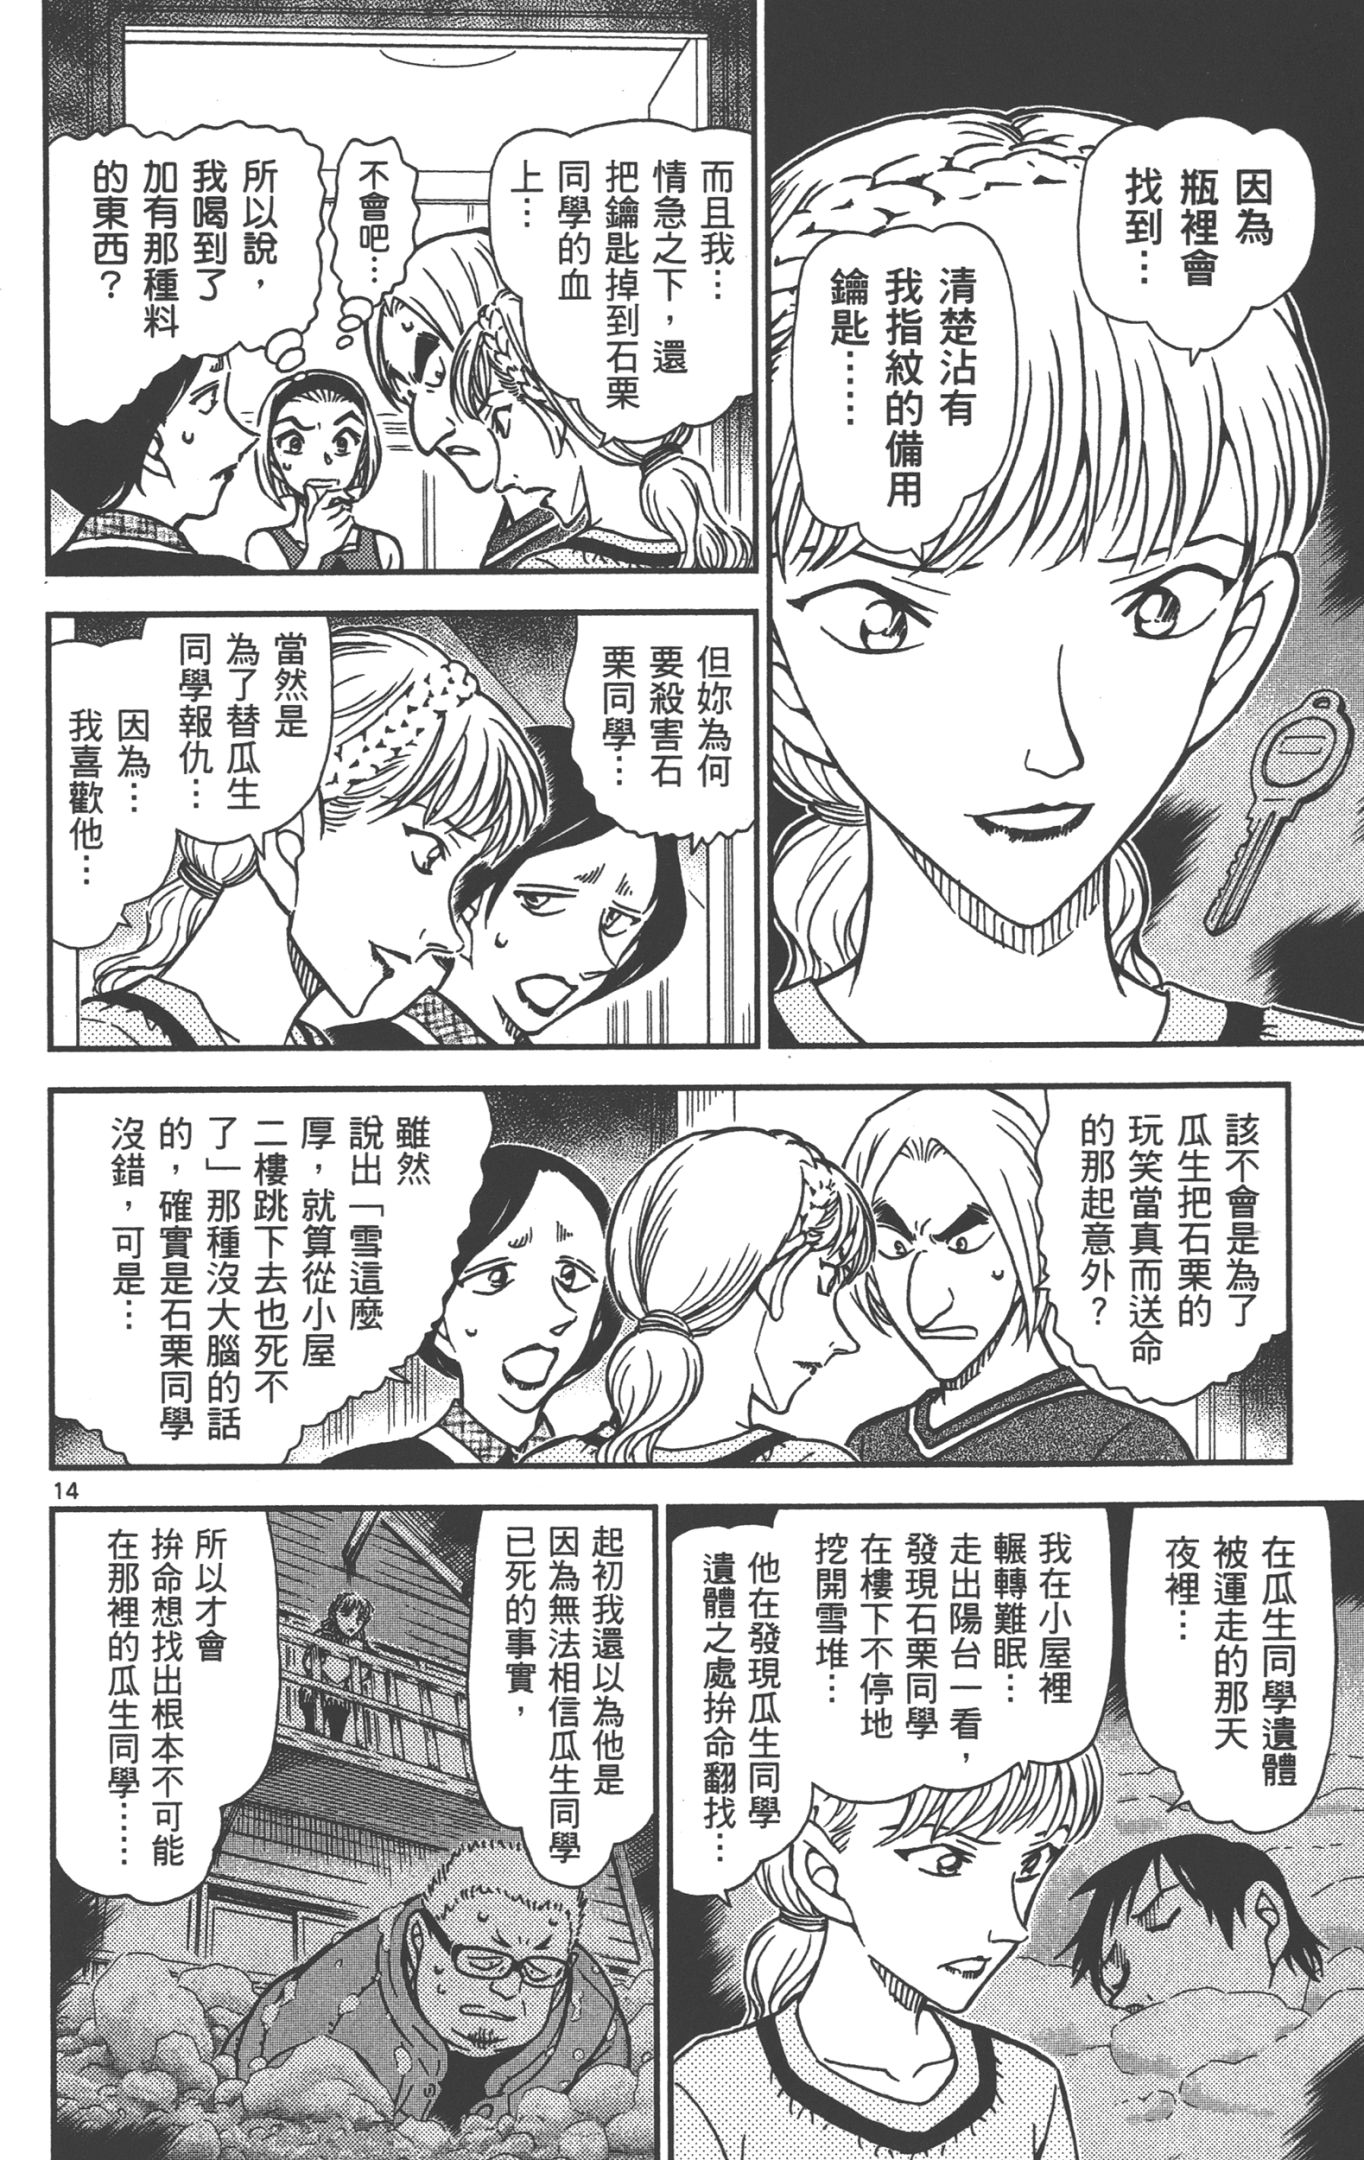 因為
瓶裡會
找到…
清楚沾有
我指紋的備用
鑰匙……
而且我…
情急之下，還
把鑰匙掉到石栗
同學的血
上…
不會吧…
所以說，
我喝到了
加有那種料
的東西？
但妳為何
要殺害石
栗同學…
當然是
為了替瓜生
同學報仇…
因為…
我喜歡他…
該不會是為了
瓜生把石栗的
玩笑當真而送命
的那起意外？
雖然
說出「雪這麼
厚，就算從小屋
二樓跳下去也死不
了」那種沒大腦的話
的，確實是石栗同學
沒錯，可是…
14
在瓜生同學遺體
被運走的那天
夜裡…
我在小屋裡
輾轉難眠…
走出陽台一看，
發現石栗同學
在樓下不停地
挖開雪堆…
他在發現瓜生同學
遺體之處拚命翻找…
起初我還以為他是
因為無法相信瓜生同學
已死的事實，
所以才會
拚命想找出根本不可能
在那裡的瓜生同學……